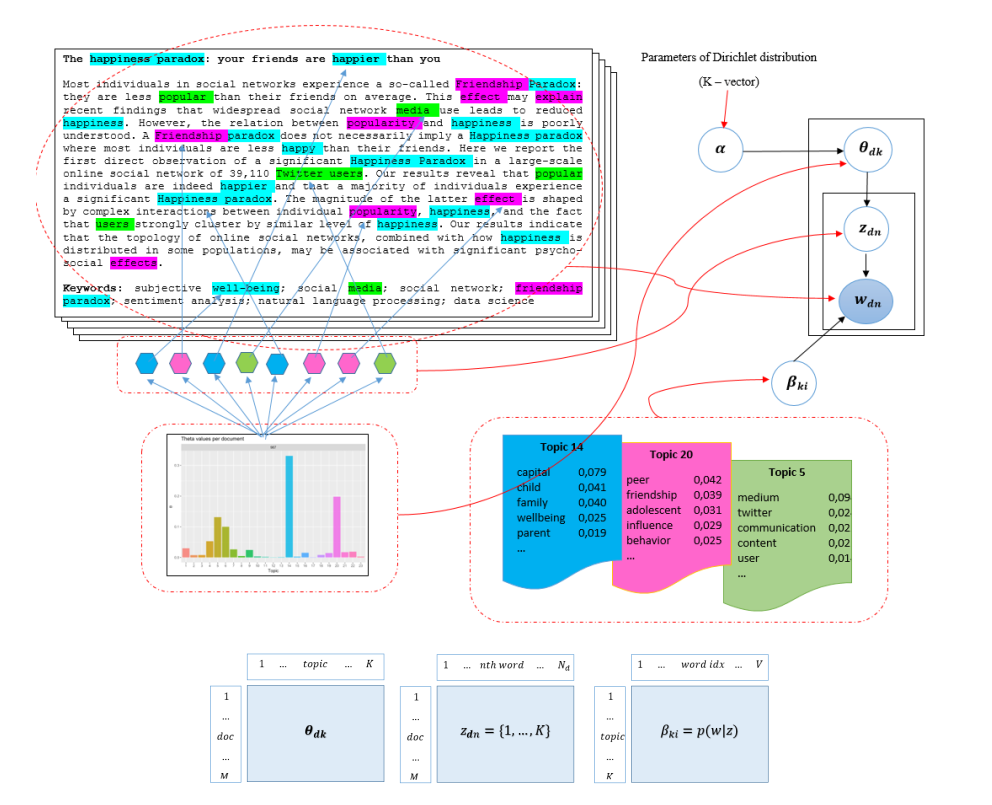 The happiness paradox: your friends are happier than you
Most individuals in social networks experience a so-called Friendship Paradox:
they are less popular than their friends on average. This effect may explain
recent findings that widespread social network media use leads to reduced
happiness. However, the relation between popularity and happiness is poorly
understood. A Friendship paradox does not necessarily imply a Happiness paradox
where most individuals are less happy than their friends. Here we report the
first direct observation of a significant Happiness Paradox in a large-scale
online social network of 39,110 Twitter users. Our results reveal that popular
individuals are indeed happier and that a majority of individuals experience
a significant Happiness paradox. The magnitude of the latter effect is shaped
by complex interactions between individual popularity, happiness, and the fact
that users strongly cluster by similar level of happiness. Our results indicate
that the topology of online social networks, combined with how happiness is
distributed in some populations, may be associated with significant psycho-
social effects.
Keywords: subjective well-being; social media; social network; friendship
paradox; sentiment analysis; natural language processing; data science
Parameters of Dirichlet distribution
(K – vector)
α
θdk
zdn
wdn
βki
Theta values per document
Topic
Topic 14
capital 0,079
child 0,041
family 0,040
wellbeing 0,025
parent 0,019
...
Topic 20
peer 0,042
friendship 0,039
adolescent 0,031
influence 0,029
behavior 0,025
...
Topic 5
medium 0,09
twitter 0,02
communication 0,02
content 0,02
user 0,01
...
1 ... topic ... K
1
...
doc
...
M
θdk
1 ... nth word ... Nd
1
...
doc
...
M
zdn = {1, ..., K}
1 ... word idx ... V
1
...
topic
...
K
βki = p(w|z)